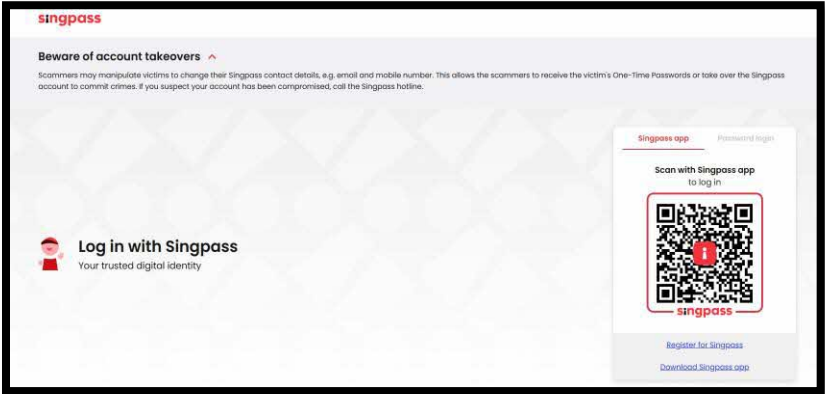 singpass
Beware of account takeovers
Scammers may manipulate victims to change their Singpass contact details, e.g. email and mobile number. This allows the scammers to receive the victim's One-Time Passwords or take over the Singpass
account to commit crimes. If you suspect your account has been compromised, call the Singpass hotline.
Singpass app Password login
Scan with Singpass app
to log in
Log in with Singpass
Your trusted digital identity
singpass
Register for Singpass
Download Singpass app